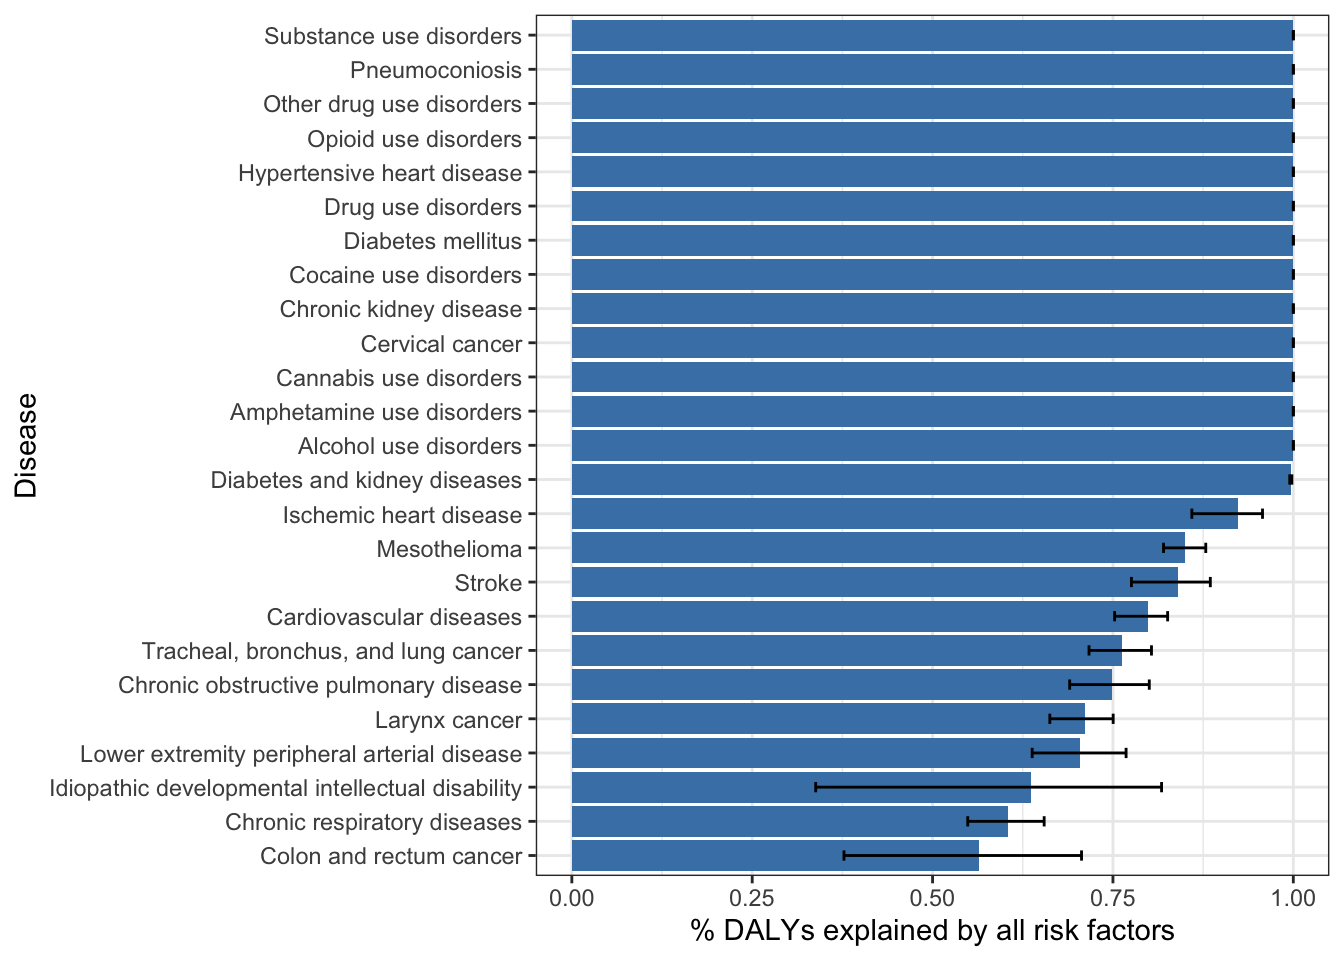 Substance use disorders
Pneumoconiosis
Other drug use disorders
Opioid use disorders
Hypertensive heart disease
Drug use disorders
Diabetes mellitus
Cocaine use disorders
Chronic kidney disease
Cervical cancer
Cannabis use disorders
Amphetamine use disorders
Alcohol use disorders
Diabetes and kidney diseases
Ischemic heart disease
Mesothelioma
Stroke
Cardiovascular diseases
Tracheal, bronchus, and lung cancer
Chronic obstructive pulmonary disease
Larynx cancer
Lower extremity peripheral arterial disease
Idiopathic developmental intellectual disability
Chronic respiratory diseases
Colon and rectum cancer
Disease
0.00 0.25 0.50 0.75 1.00
% DALYs explained by all risk factors